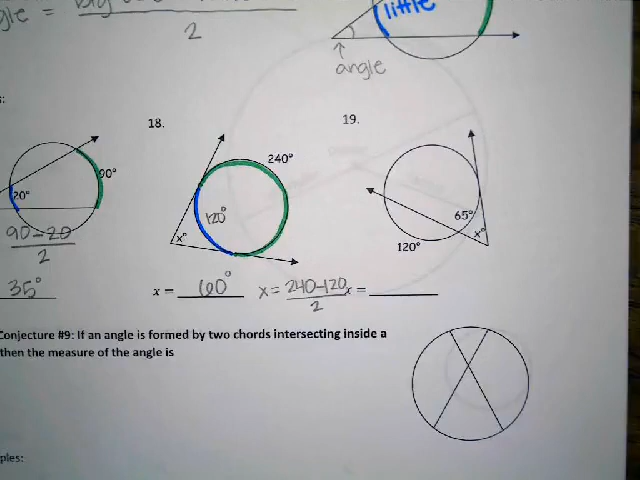 gle = big
2
little
angle
s:
18.
19.
240°
90°
20°
120°
x°
65°
x°
120°
90-20
2
35°
x = 60° x = 240-120 x =
2
Conjecture #9: If an angle is formed by two chords intersecting inside a
then the measure of the angle is
ples: